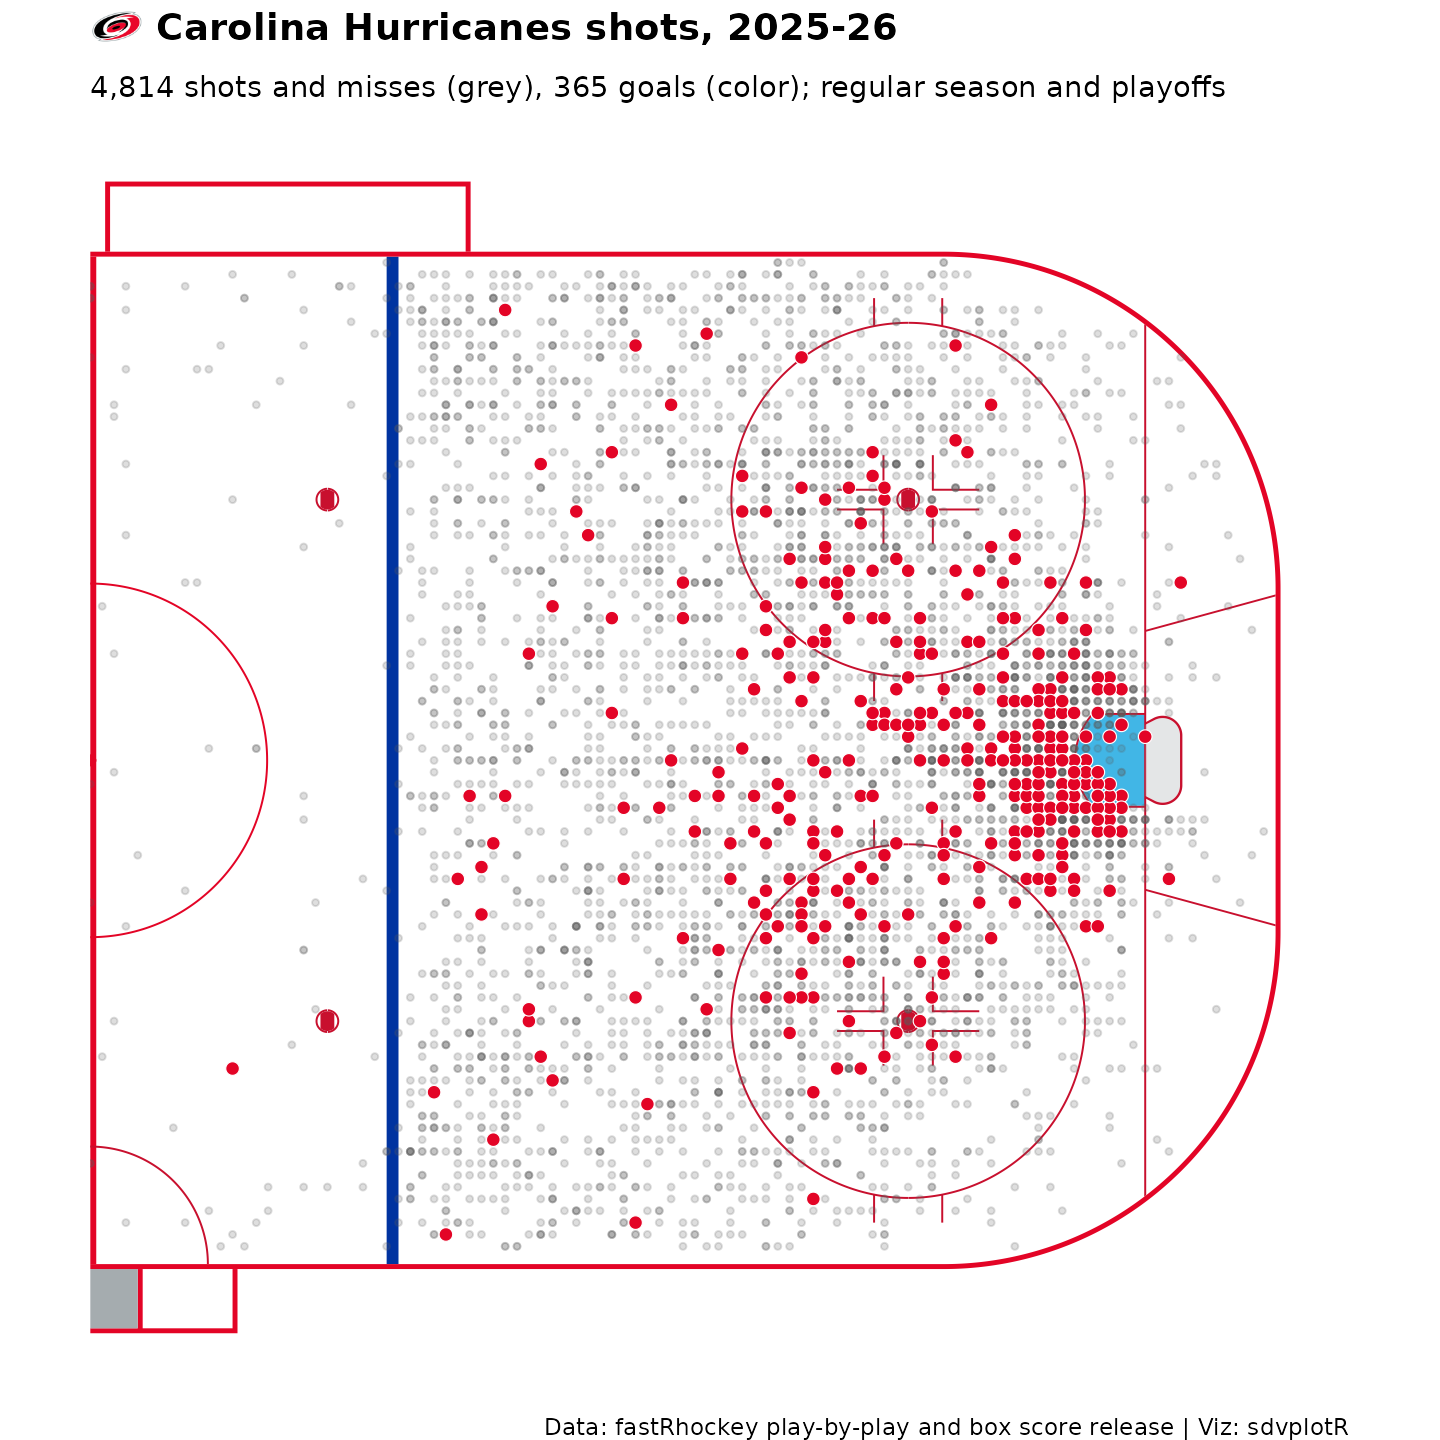 Carolina Hurricanes shots, 2025-26
4,814 shots and misses (grey), 365 goals (color); regular season and playoffs
Data: fastRhockey play-by-play and box score release | Viz: sdvplotR